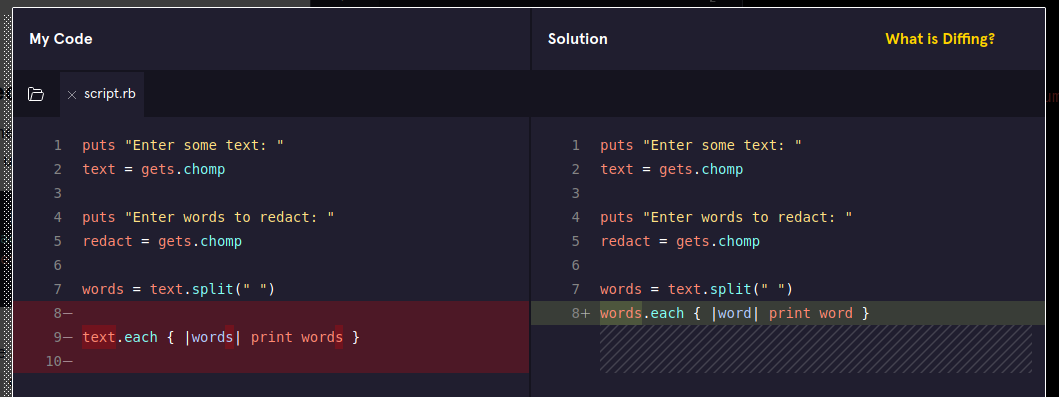 My Code
Solution
What is Diffing?
script.rb
1 puts "Enter some text: "
2 text = gets.chomp
3
4 puts "Enter words to redact: "
5 redact = gets.chomp
6
7 words = text.split(" ")
8—
9— text.each { |words| print words }
10—
1 puts "Enter some text: "
2 text = gets.chomp
3
4 puts "Enter words to redact: "
5 redact = gets.chomp
6
7 words = text.split(" ")
8+ words.each { |word| print word }